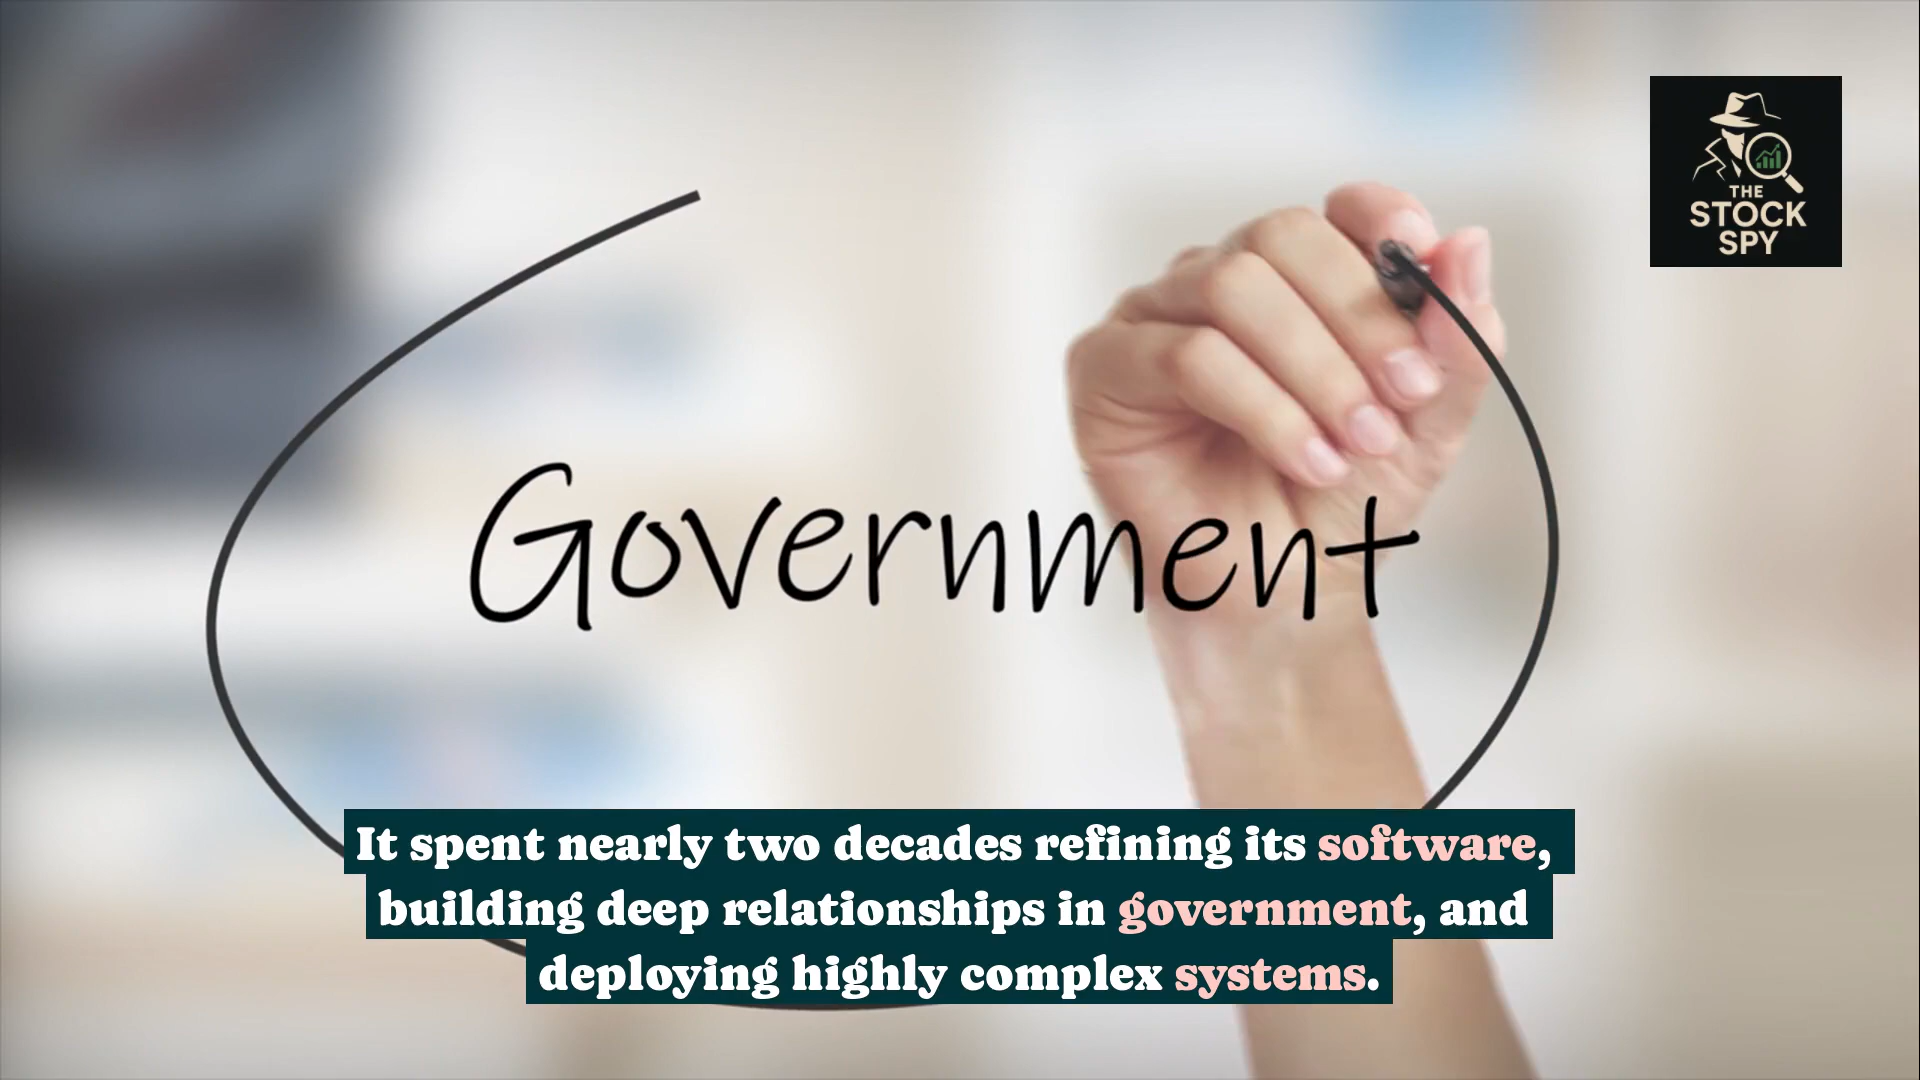 THE
STOCK
SPY
Government
It spent nearly two decades refining its software,
building deep relationships in government, and
deploying highly complex systems.